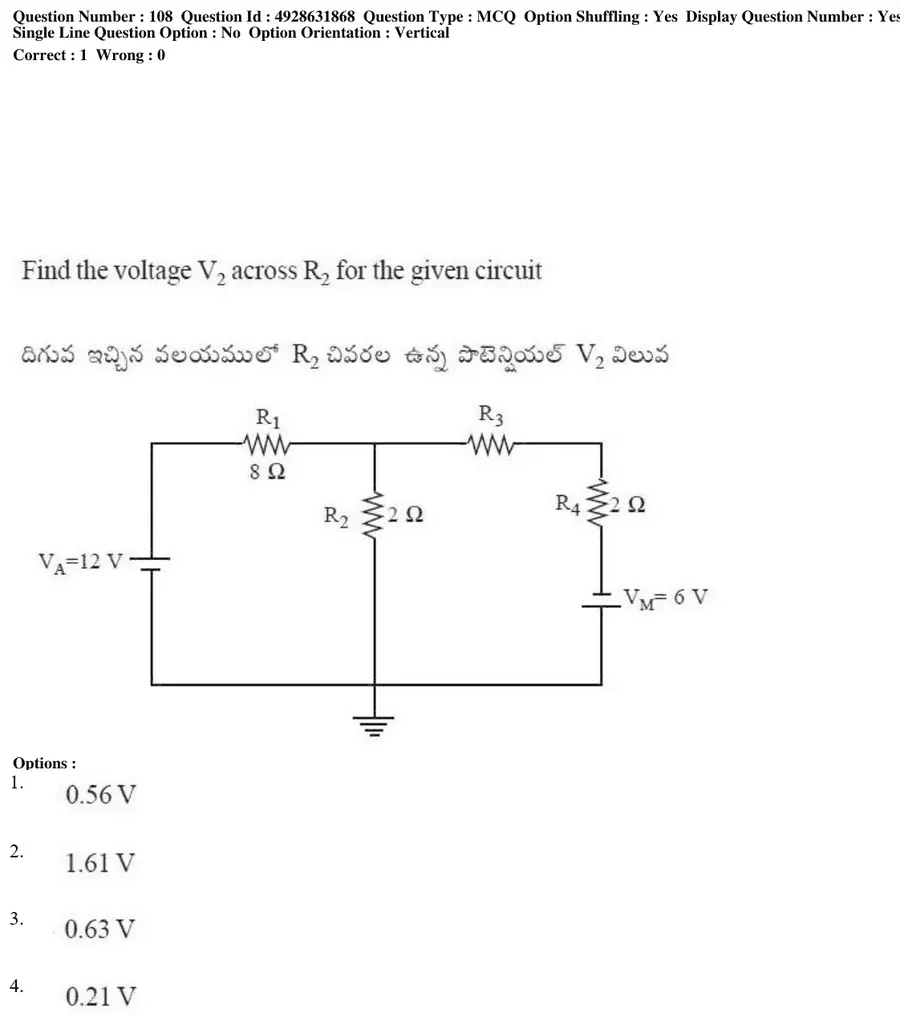 Question Number : 108 Question Id : 4928631868 Question Type : MCQ Option Shuffling : Yes Display Question Number : Yes
Single Line Question Option : No Option Orientation : Vertical
Correct : 1 Wrong : 0
Find the voltage V₂ across R₂ for the given circuit
దిగువ ఇచ్చిన వలయములో R₂ చివరల ఉన్న పొటెన్షియల్ V₂ విలువ
R₁
R₃
8 Ω
R₂
2 Ω
R₄
2 Ω
V_A=12 V
V_M= 6 V
Options :
1.
0.56 V
2.
1.61 V
3.
0.63 V
4.
0.21 V